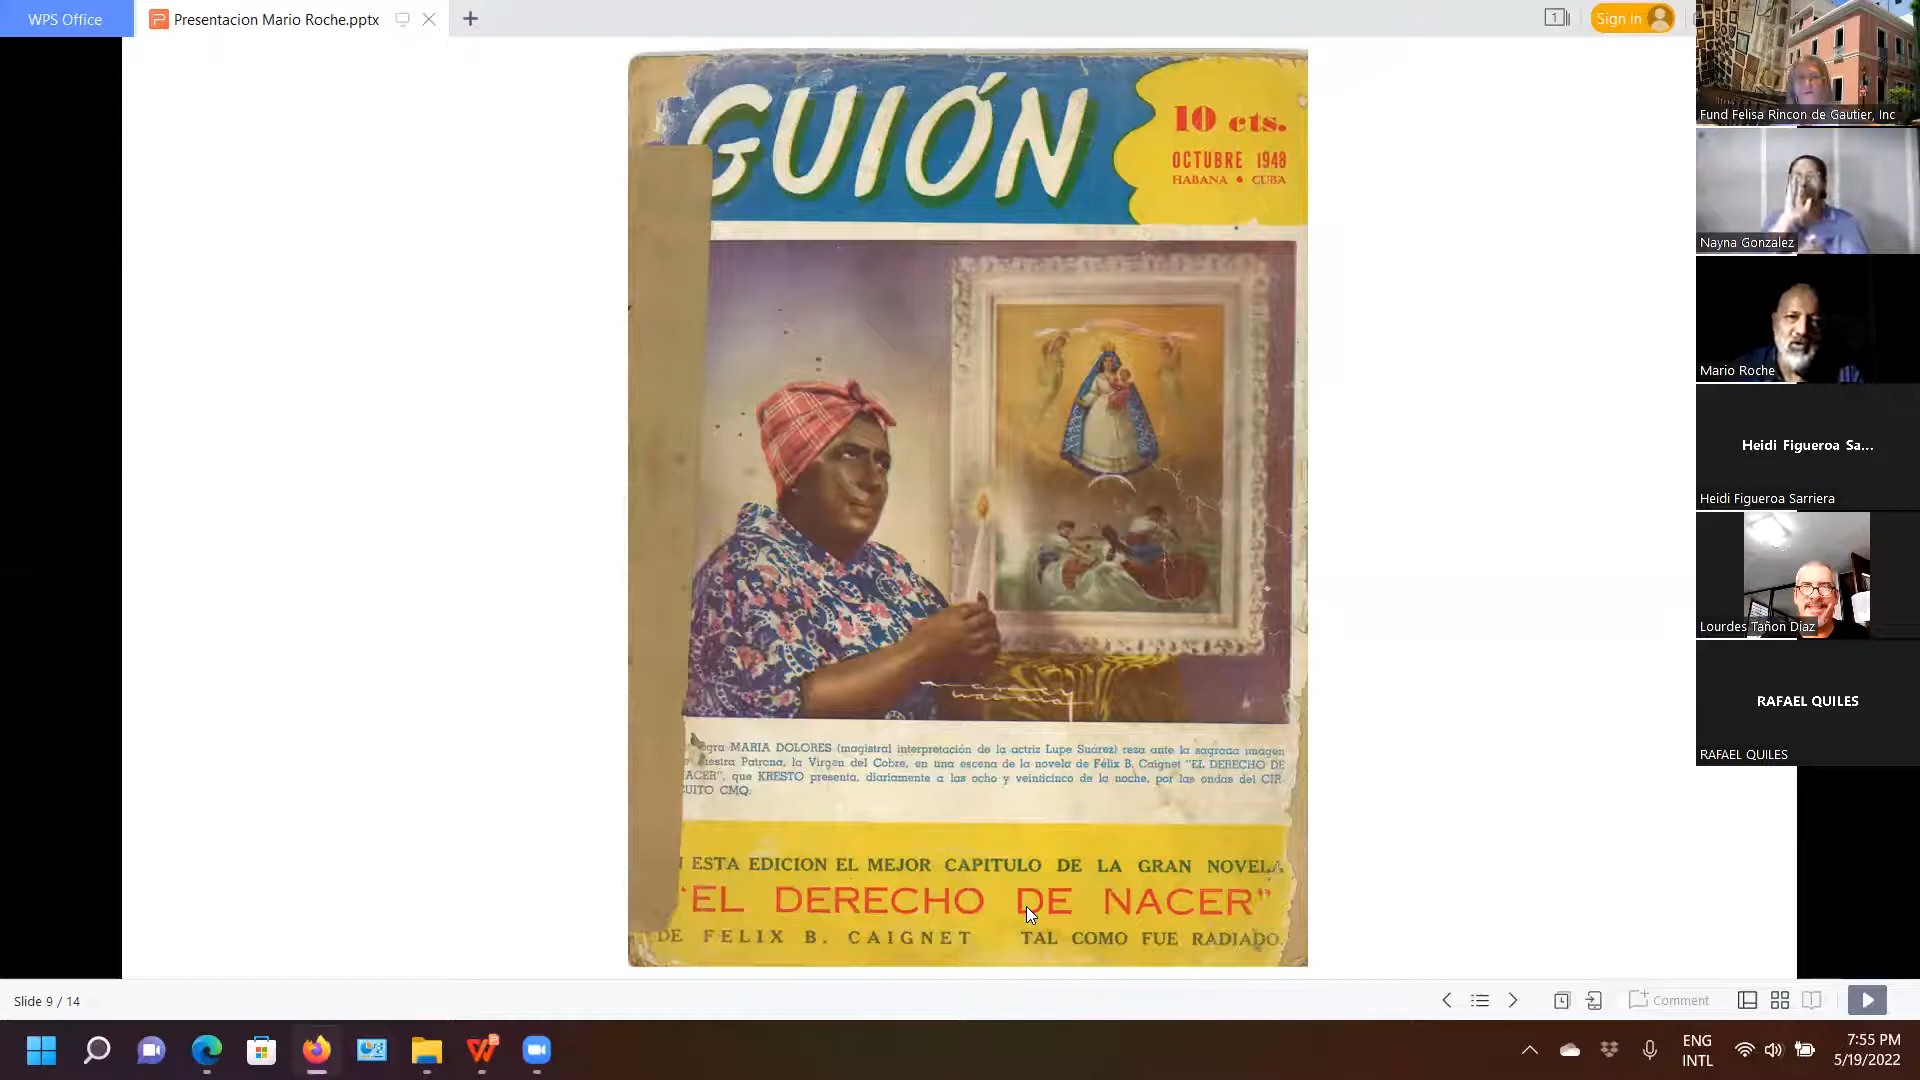 WPS Office
Presentacion Mario Roche.pptx
1
Sign in
GUIÓN
10 cts.
OCTUBRE 1948
HABANA • CUBA
egra MARIA DOLORES (magistral interpretación de la actriz Lupe Suárez) reza ante la sagrada imagen
uestra Patrona, la Virgen del Cobre, en una escena de la novela de Félix B. Caignet "EL DERECHO DE
ACER", que KRESTO presenta, diariamente a las ocho y veinticinco de la noche, por las ondas del CIR-
UITO CMQ.
N ESTA EDICION EL MEJOR CAPITULO DE LA GRAN NOVELA
"EL DERECHO DE NACER"
DE FELIX B. CAIGNET TAL COMO FUE RADIADO.
Fund Felisa Rincon de Gautier, Inc
Nayna Gonzalez
Mario Roche
Heidi Figueroa Sa...
Heidi Figueroa Sarriera
Lourdes Tañon Diaz
RAFAEL QUILES
RAFAEL QUILES
Slide 9 / 14
Comment
ENG
INTL
7:55 PM
5/19/2022